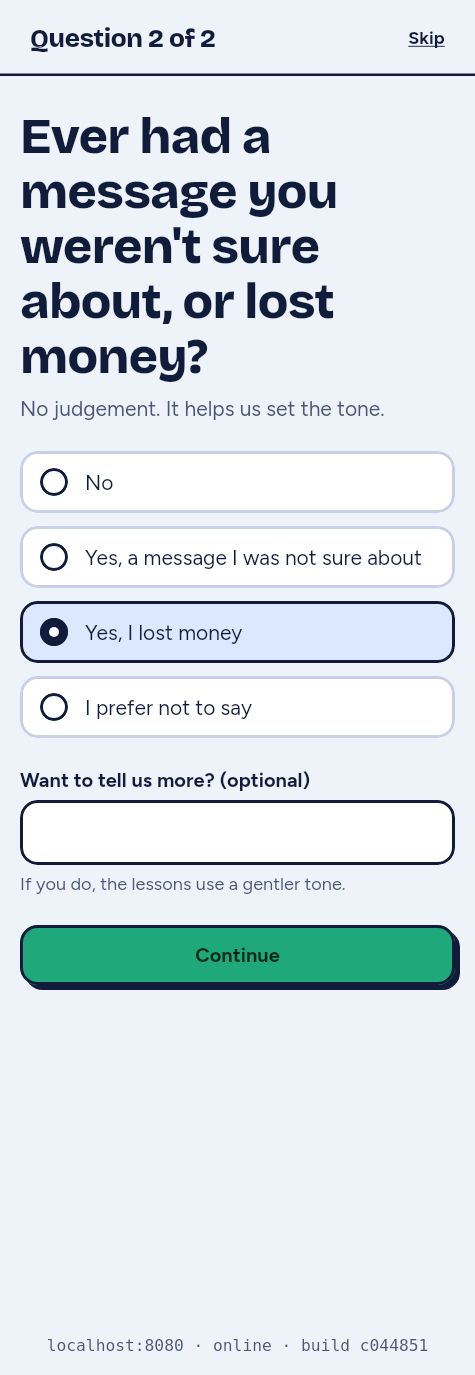 Question 2 of 2
Skip
Ever had a
message you
weren't sure
about, or lost
money?
No judgement. It helps us set the tone.
No
Yes, a message I was not sure about
Yes, I lost money
I prefer not to say
Want to tell us more? (optional)
If you do, the lessons use a gentler tone.
Continue
localhost:8080 · online · build c044851